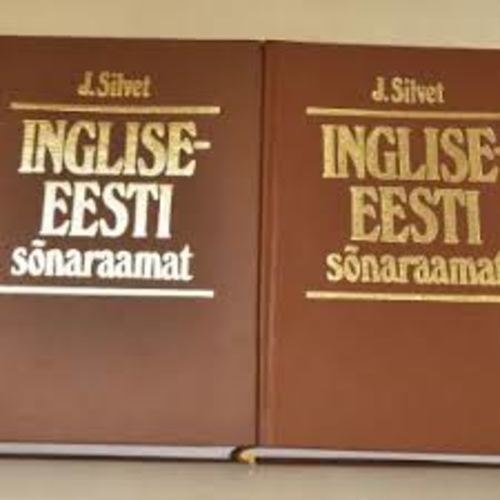 J. Silvet
INGLISE-
EESTI
sõnaraamat
J. Silvet
INGLISE-
EESTI
sõnaraamat